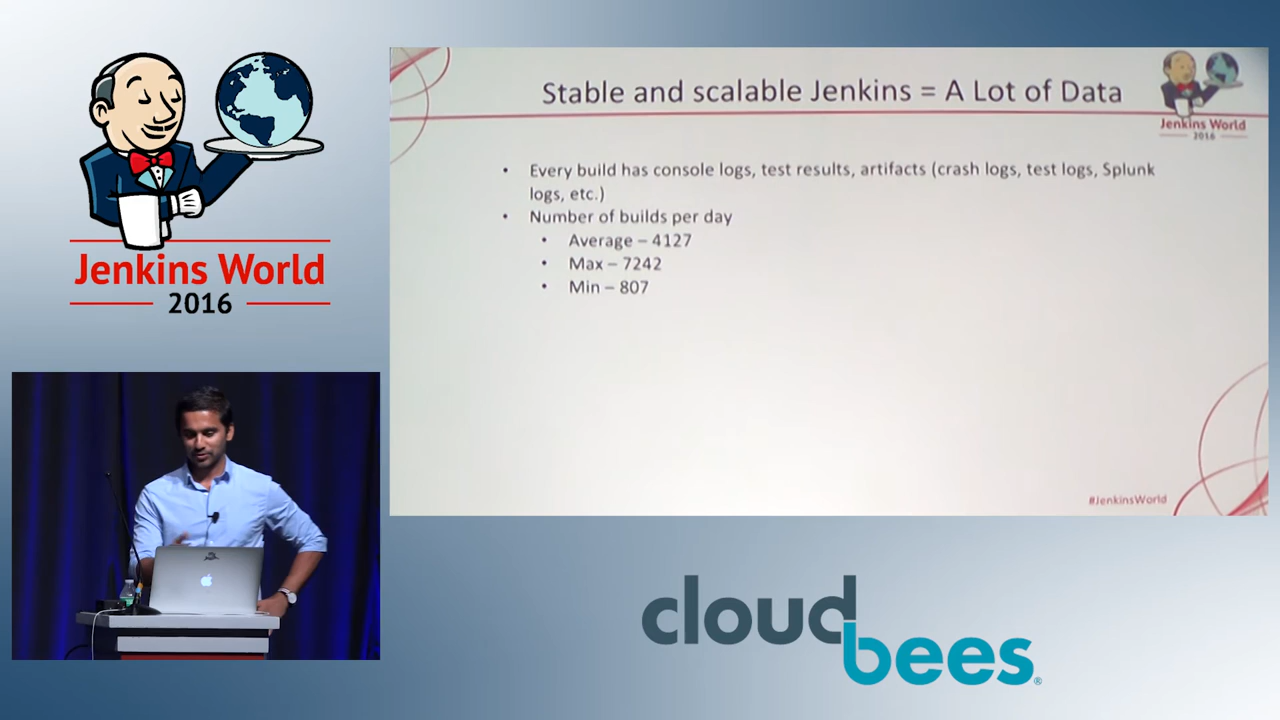 Jenkins World
2016
Stable and scalable Jenkins = A Lot of Data
Jenkins World
2016
• Every build has console logs, test results, artifacts (crash logs, test logs, Splunk
logs, etc.)
• Number of builds per day
• Average – 4127
• Max – 7242
• Min – 807
#JenkinsWorld
cloud
bees®